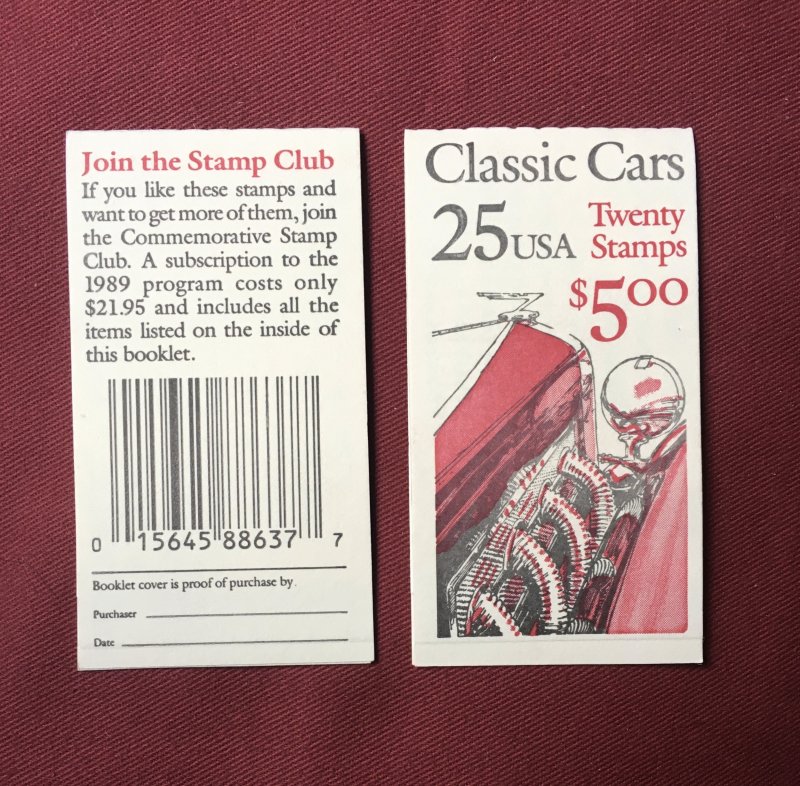 Join the Stamp Club
If you like these stamps and
want to get more of them, join
the Commemorative Stamp
Club. A subscription to the
1989 program costs only
$21.95 and includes all the
items listed on the inside of
this booklet.
0 15645 88637 7
Booklet cover is proof of purchase by.
Purchaser
Date
Classic Cars
25 USA
Twenty
Stamps
$5.00